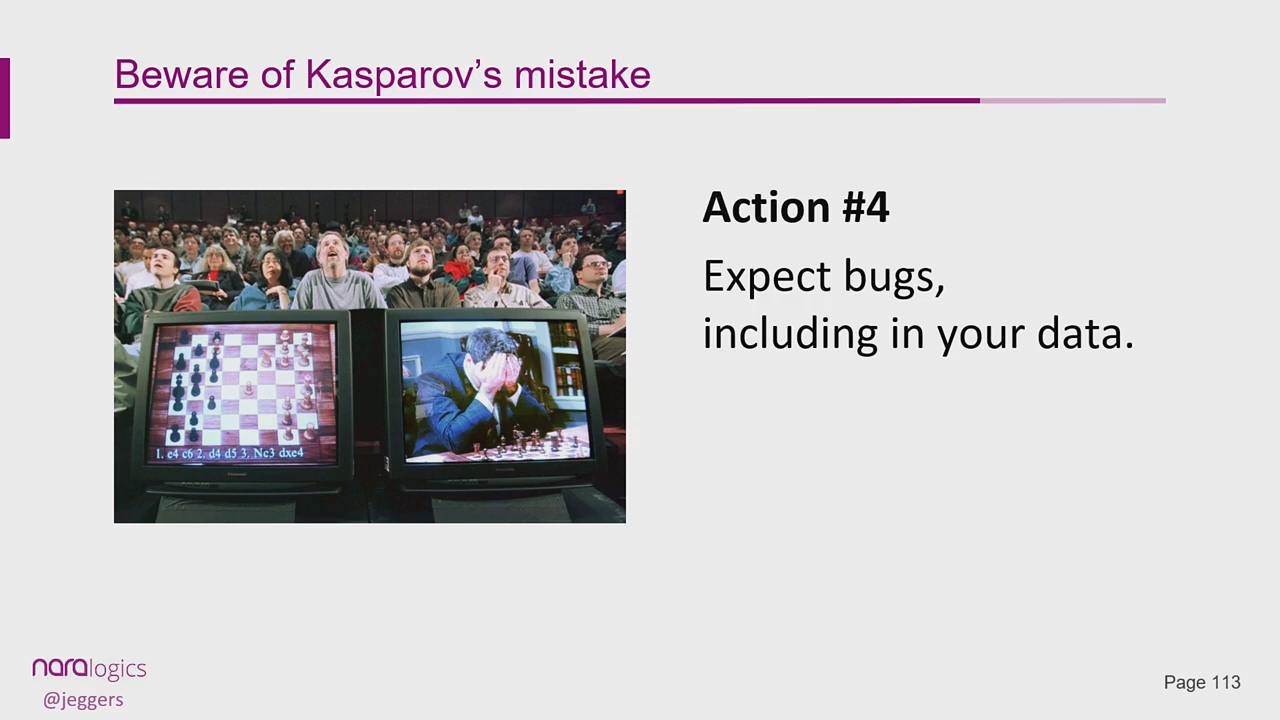 Beware of Kasparov’s mistake
Action #4
Expect bugs,
including in your data.
1. e4 c6 2. d4 d5 3. Nc3 dxe4
naralogics
@jeggers
Page 113